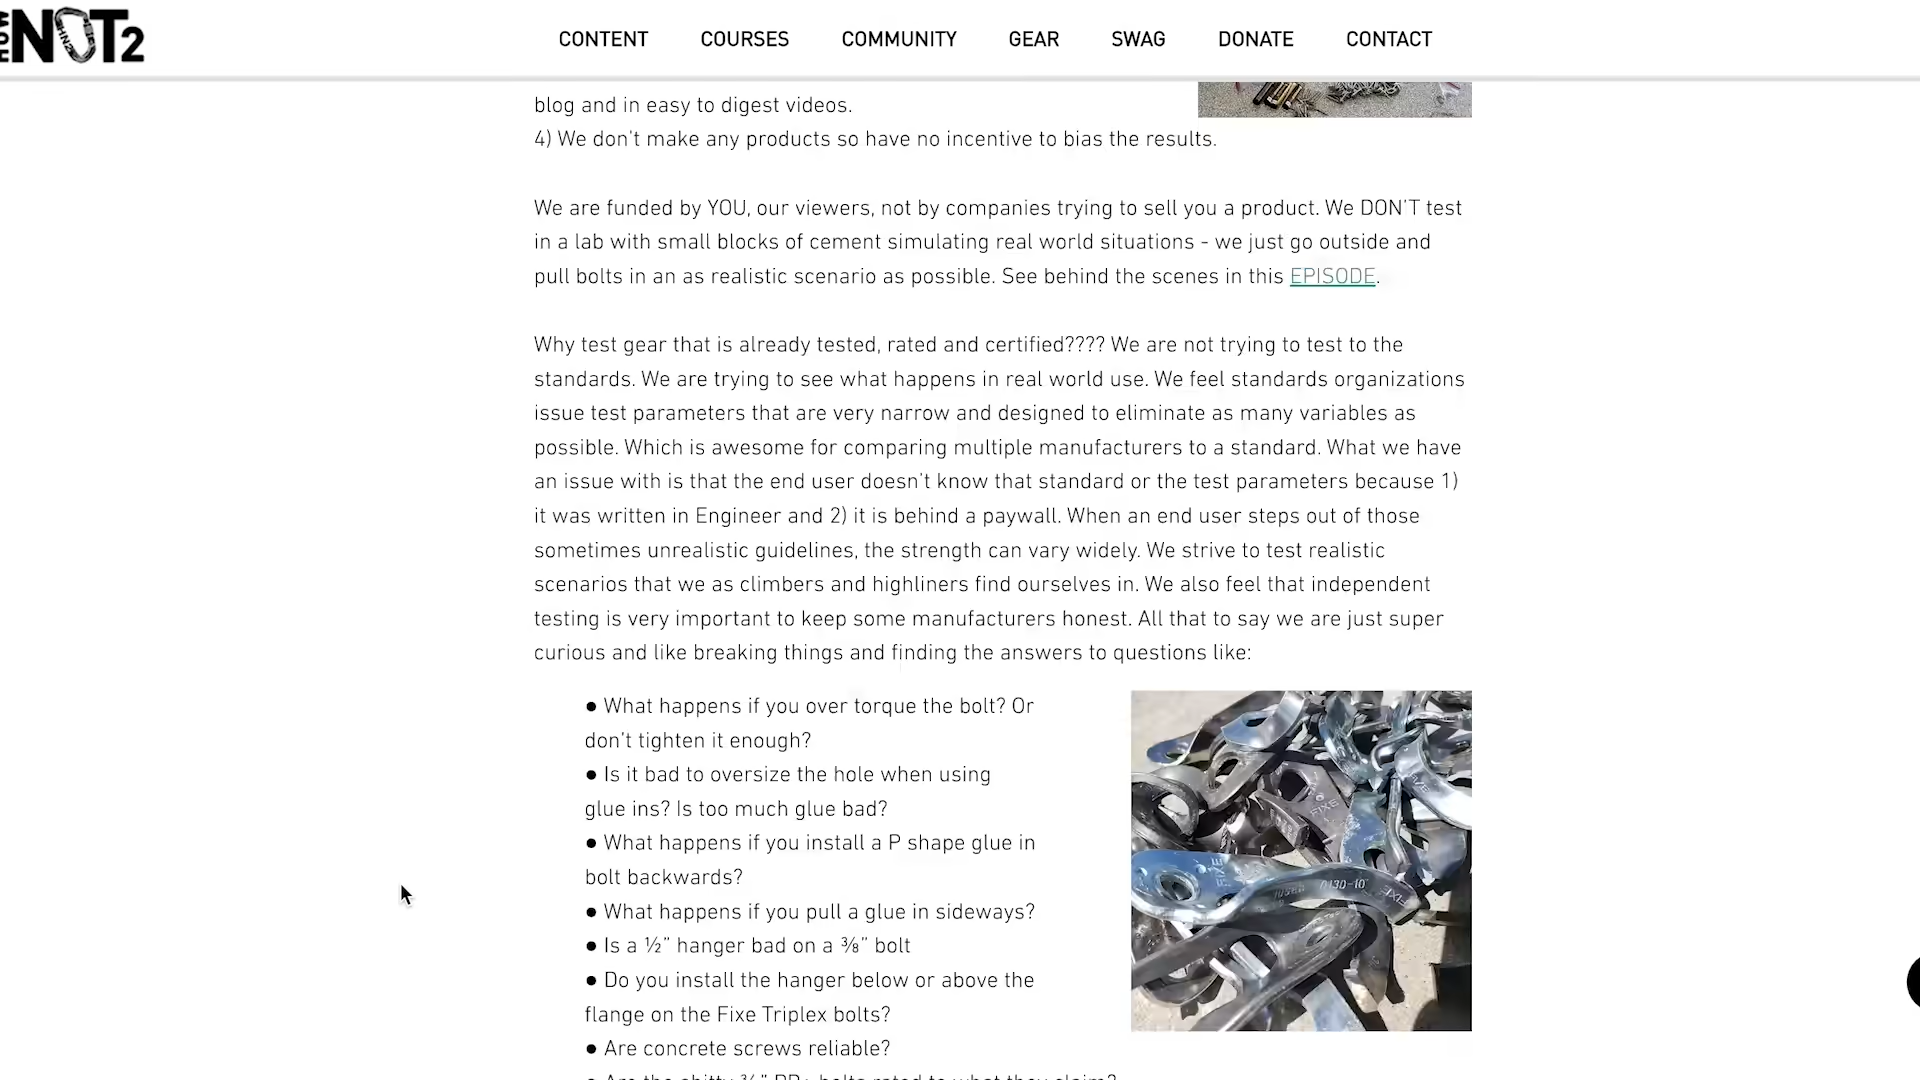 HOW NOT2
CONTENT COURSES COMMUNITY GEAR SWAG DONATE CONTACT
blog and in easy to digest videos.
4) We don't make any products so have no incentive to bias the results.
We are funded by YOU, our viewers, not by companies trying to sell you a product. We DON'T test
in a lab with small blocks of cement simulating real world situations - we just go outside and
pull bolts in an as realistic scenario as possible. See behind the scenes in this EPISODE.
Why test gear that is already tested, rated and certified???? We are not trying to test to the
standards. We are trying to see what happens in real world use. We feel standards organizations
issue test parameters that are very narrow and designed to eliminate as many variables as
possible. Which is awesome for comparing multiple manufacturers to a standard. What we have
an issue with is that the end user doesn't know that standard or the test parameters because 1)
it was written in Engineer and 2) it is behind a paywall. When an end user steps out of those
sometimes unrealistic guidelines, the strength can vary widely. We strive to test realistic
scenarios that we as climbers and highliners find ourselves in. We also feel that independent
testing is very important to keep some manufacturers honest. All that to say we are just super
curious and like breaking things and finding the answers to questions like:
● What happens if you over torque the bolt? Or
don't tighten it enough?
● Is it bad to oversize the hole when using
glue ins? Is too much glue bad?
● What happens if you install a P shape glue in
bolt backwards?
● What happens if you pull a glue in sideways?
● Is a ½" hanger bad on a ⅜" bolt
● Do you install the hanger below or above the
flange on the Fixe Triplex bolts?
● Are concrete screws reliable?
FIXE
FIXE
FIXE